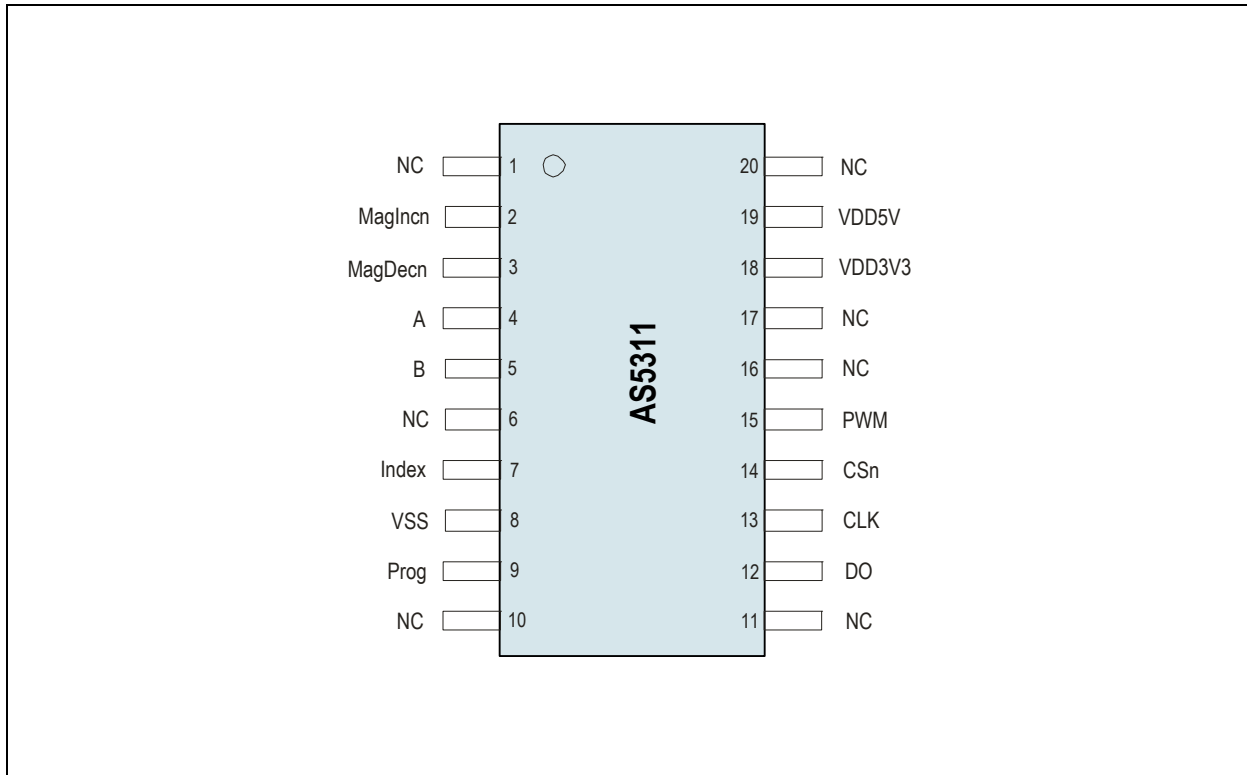 NC 1 20 NC
MagIncn 2 19 VDD5V
MagDecn 3 18 VDD3V3
A 4 17 NC
B 5 16 NC
NC 6 15 PWM
Index 7 14 CSn
VSS 8 13 CLK
Prog 9 12 DO
NC 10 11 NC
AS5311